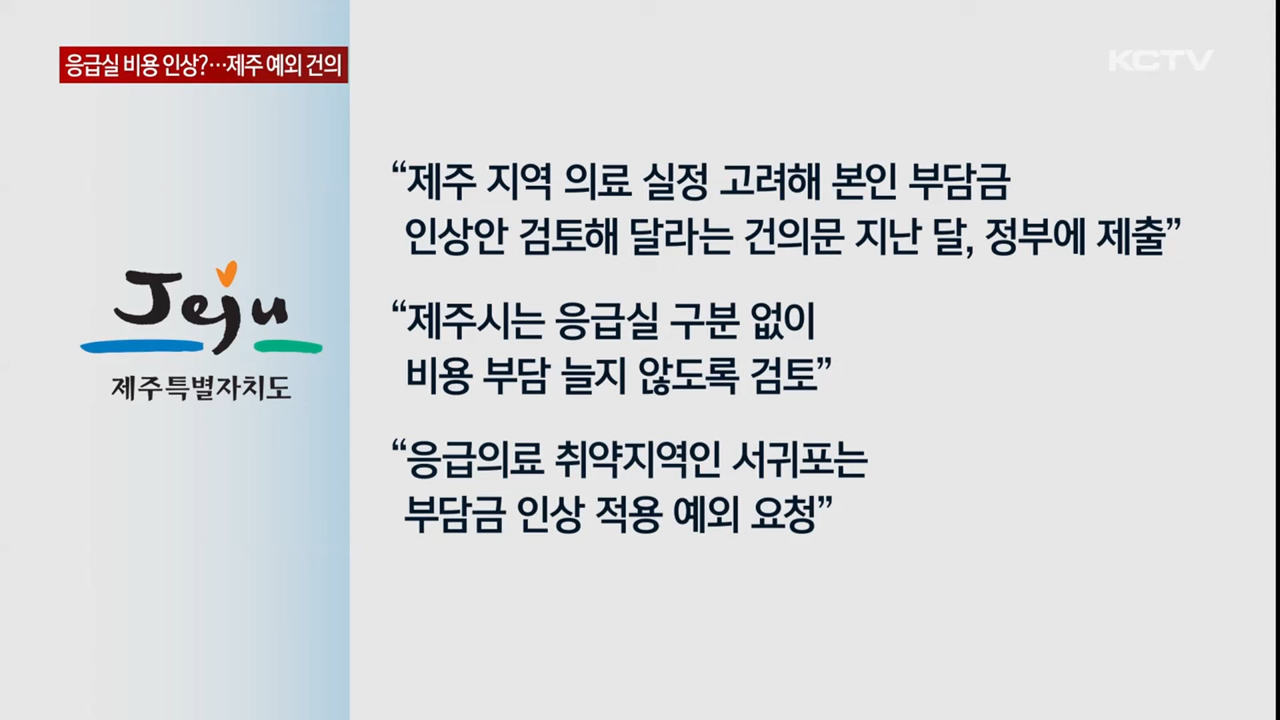 응급실 비용 인상?…제주 예외 건의
KCTV
“제주 지역 의료 실정 고려해 본인 부담금
인상안 검토해 달라는 건의문 지난 달, 정부에 제출”
“제주시는 응급실 구분 없이
비용 부담 늘지 않도록 검토”
“응급의료 취약지역인 서귀포는
부담금 인상 적용 예외 요청”
Jeju
제주특별자치도